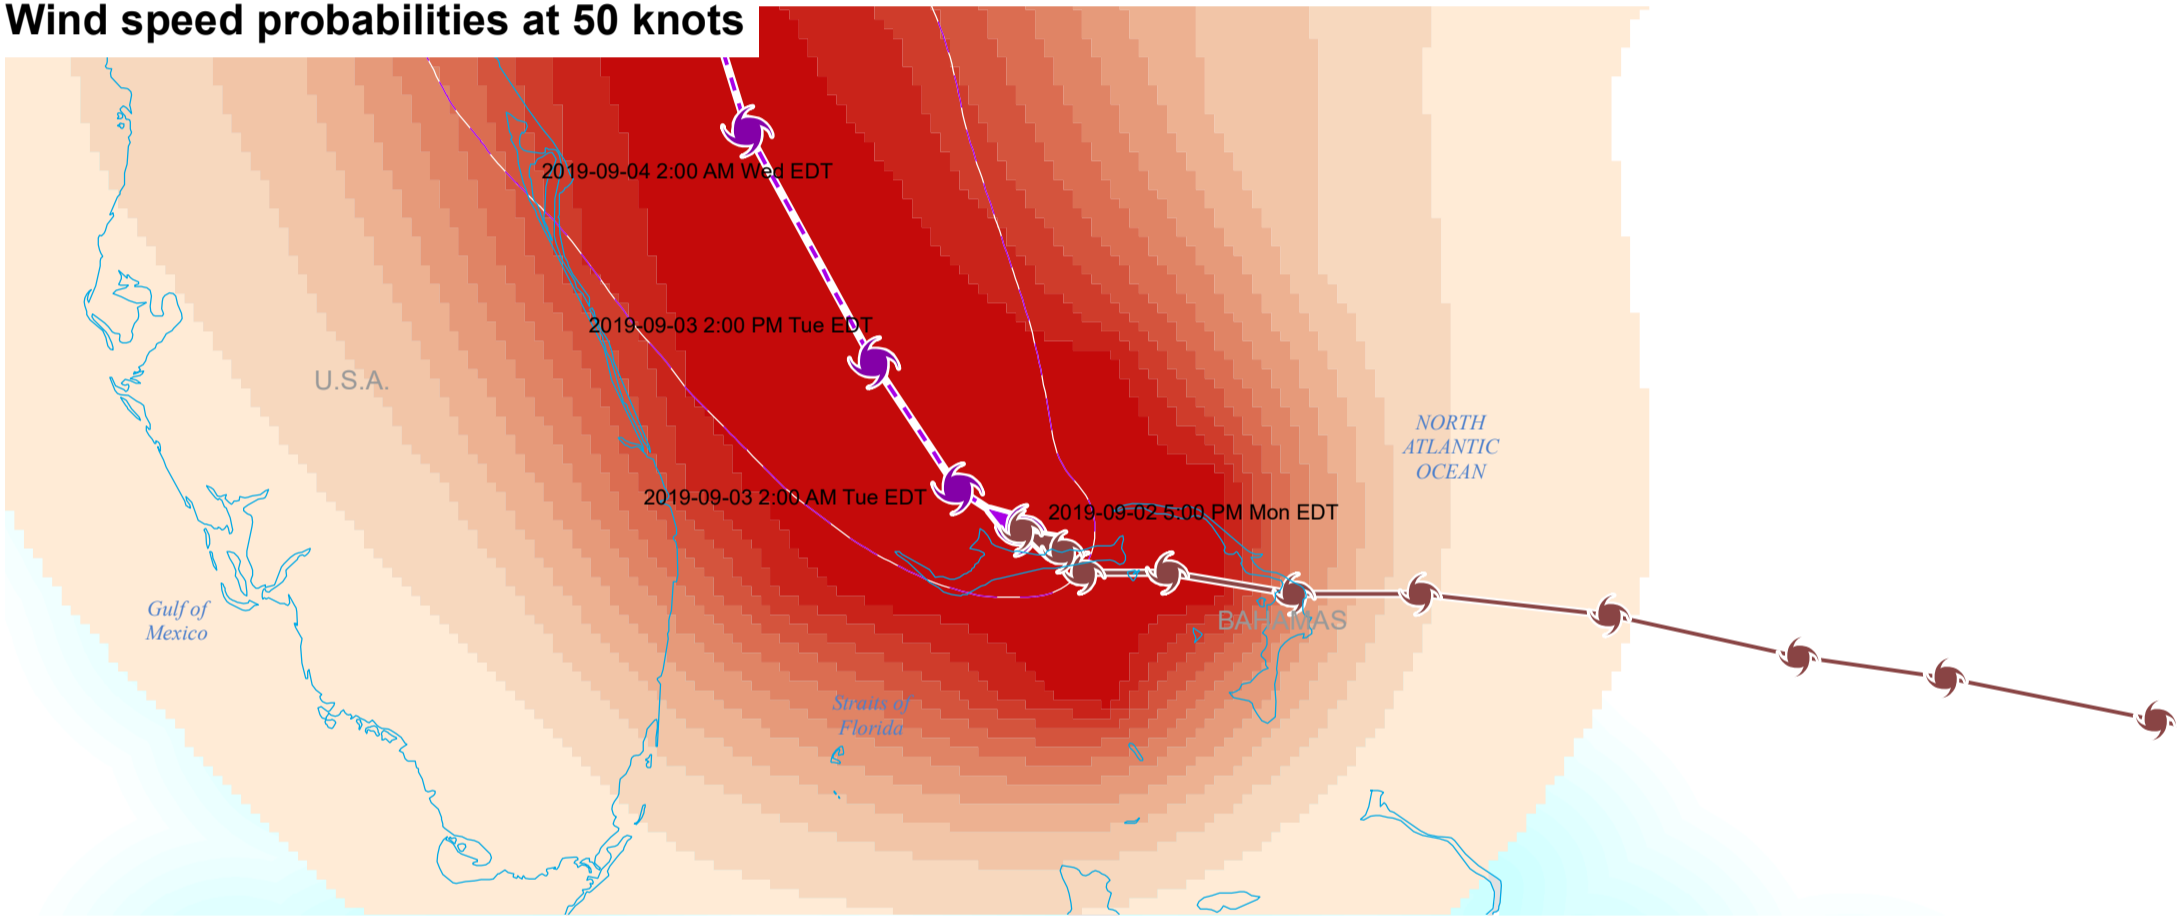 Wind speed probabilities at 50 knots
2019-09-04 2:00 AM Wed EDT
2019-09-03 2:00 PM Tue EDT
U.S.A.
NORTH
ATLANTIC
OCEAN
2019-09-03 2:00 AM Tue EDT
2019-09-02 5:00 PM Mon EDT
Gulf of
Mexico
BAHAMAS
Straits of
Florida